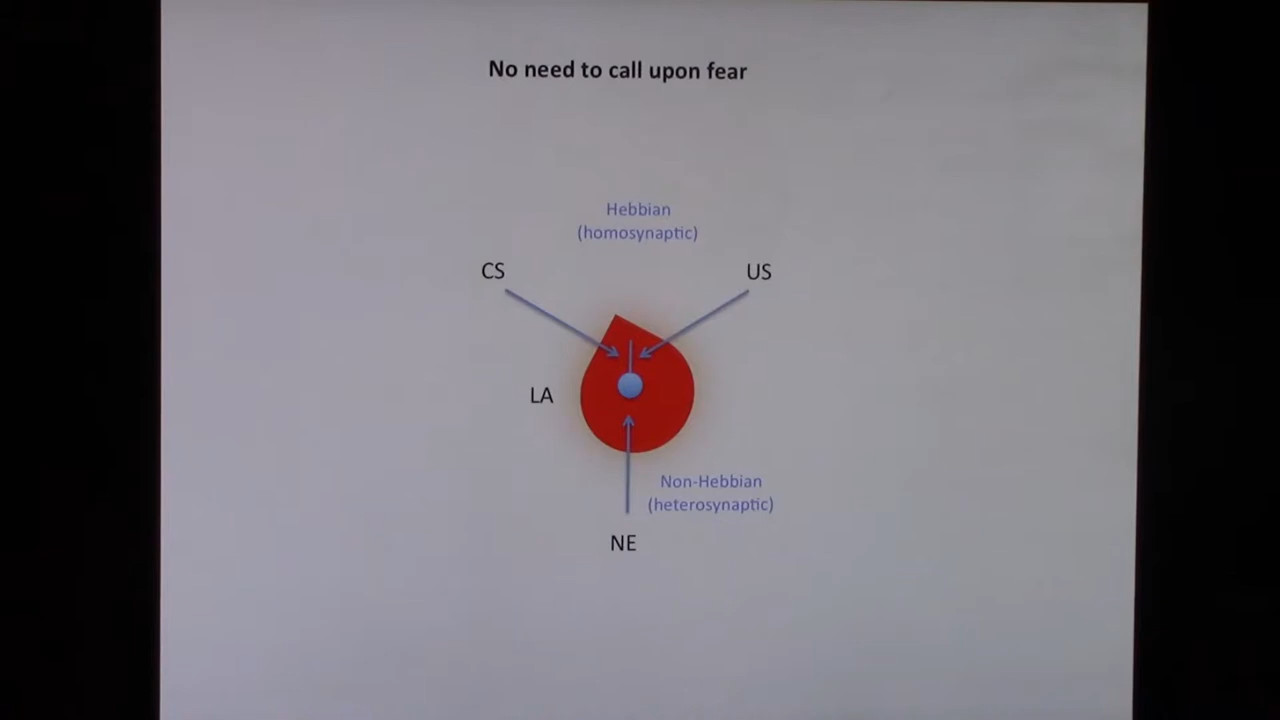 No need to call upon fear
Hebbian
(homosynaptic)
CS
US
LA
Non-Hebbian
(heterosynaptic)
NE